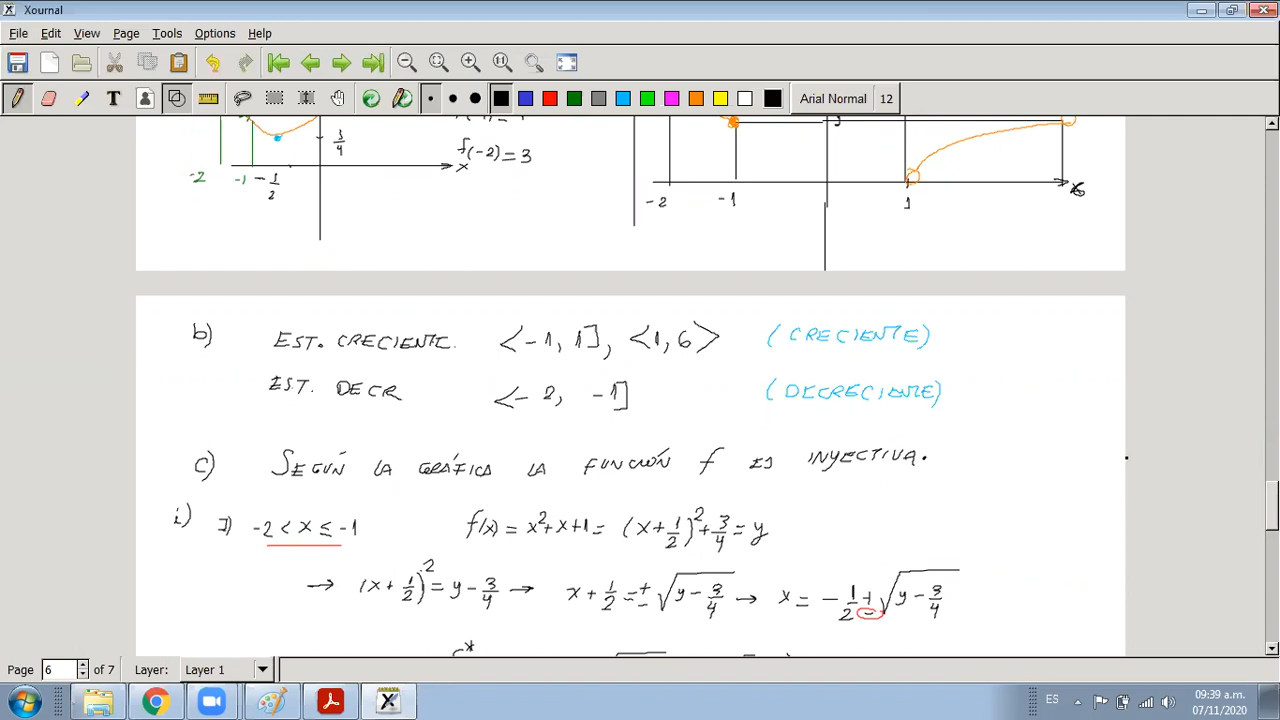 Xournal
File Edit View Page Tools Options Help
Arial Normal 12
3/4
f(-2) = 3
x
-2 -1 -1/2
-2 -1 1 6
b) EST. CRECIENTE. <-1, 1], <1, 6> (CRECIENTE)
EST. DECR <-2, -1] (DECRECIENTE)
c) SEGÚN LA GRÁFICA LA FUNCIÓN f ES INYECTIVA.
i) I) -2 < x ≤ -1 f(x) = x²+x+1 = (x+1/2)²+3/4 = y
→ (x+1/2)² = y - 3/4 → x + 1/2 = ±√(y - 3/4) → x = -1/2 ± √(y - 3/4)
Page 6 of 7 Layer: Layer 1
ES 09:39 a.m.
07/11/2020